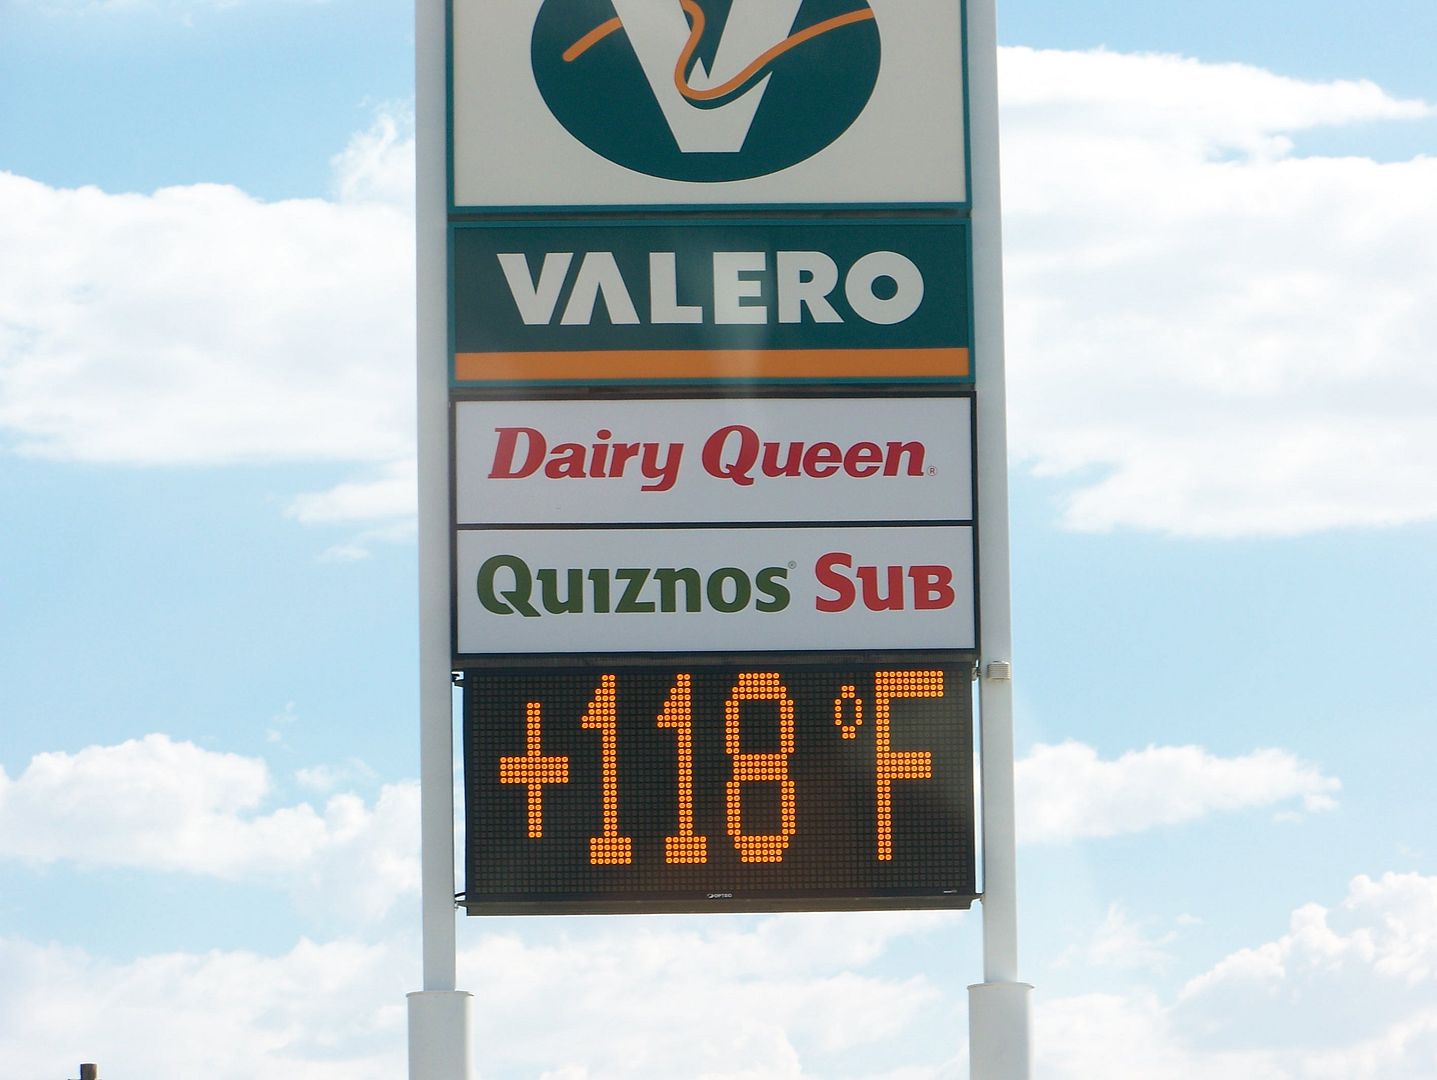 VALERO
Dairy Queen®
Quiznos® Sub
+118 °F